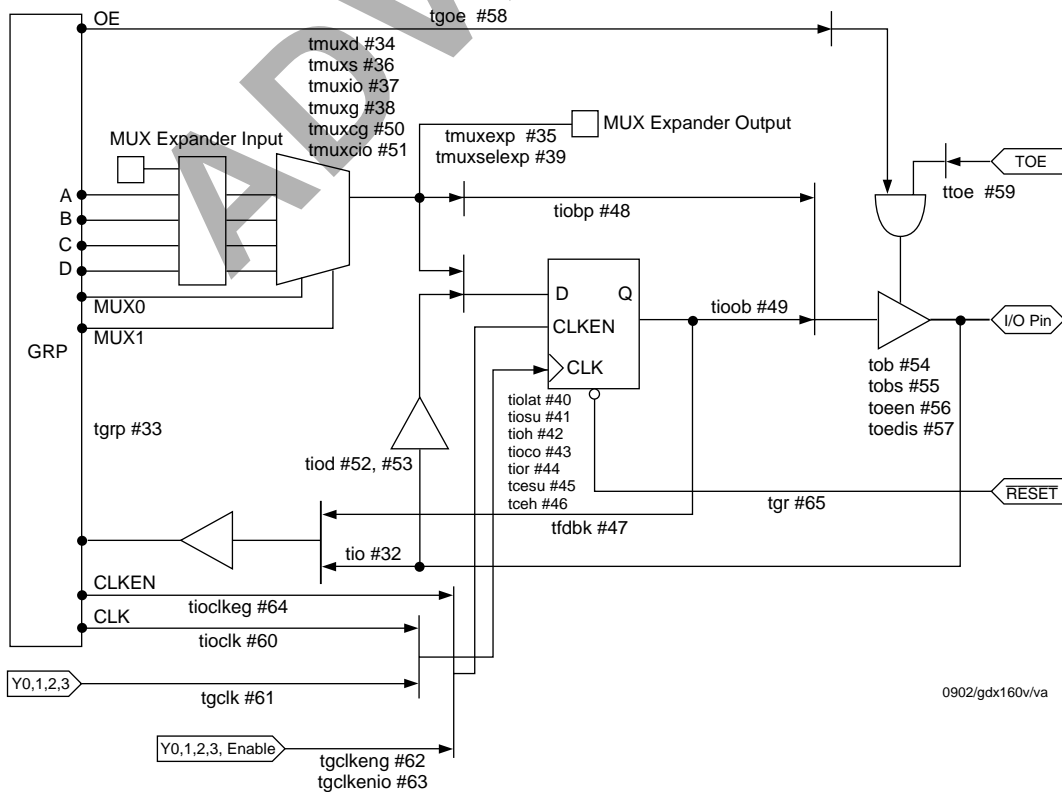 OE
tgoe #58
tmuxd #34
tmuxs #36
tmuxio #37
tmuxg #38
tmuxcg #50
tmuxcio #51
MUX Expander Input
tmuxexp #35
tmuxselexp #39
MUX Expander Output
TOE
ttoe #59
A
B
C
D
MUX0
MUX1
GRP
tiobp #48
D
Q
CLKEN
CLK
tioob #49
I/O Pin
tob #54
tobs #55
toeen #56
toedis #57
tgrp #33
tiod #52, #53
tiolat #40
tiosu #41
tioh #42
tioco #43
tior #44
tcesu #45
tceh #46
RESET
tgr #65
tfdbk #47
tio #32
CLKEN
tioclkeg #64
CLK
tioclk #60
Y0,1,2,3
tgclk #61
0902/gdx160v/va
Y0,1,2,3, Enable
tgclkeng #62
tgclkenio #63